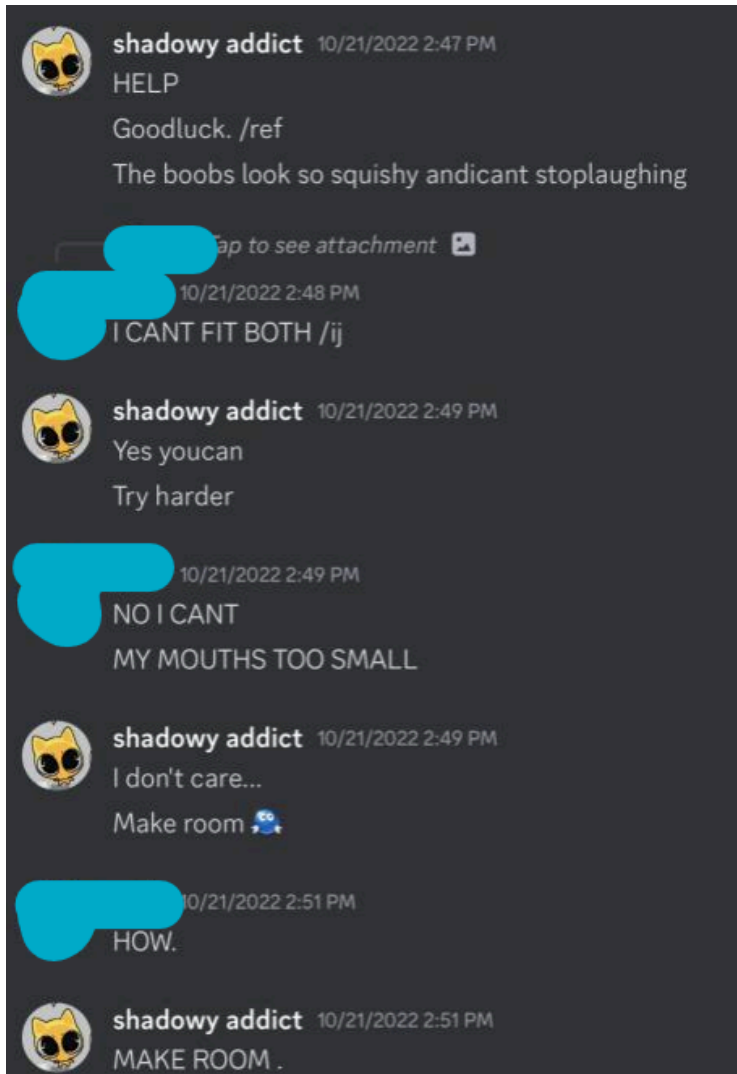 shadowy addict 10/21/2022 2:47 PM
HELP
Goodluck. /ref
The boobs look so squishy andicant stoplaughing
to see attachment
10/21/2022 2:48 PM
I CANT FIT BOTH /ij
shadowy addict 10/21/2022 2:49 PM
Yes youcan
Try harder
10/21/2022 2:49 PM
NO I CANT
MY MOUTHS TOO SMALL
shadowy addict 10/21/2022 2:49 PM
I don't care...
Make room
10/21/2022 2:51 PM
HOW.
shadowy addict 10/21/2022 2:51 PM
MAKE ROOM .